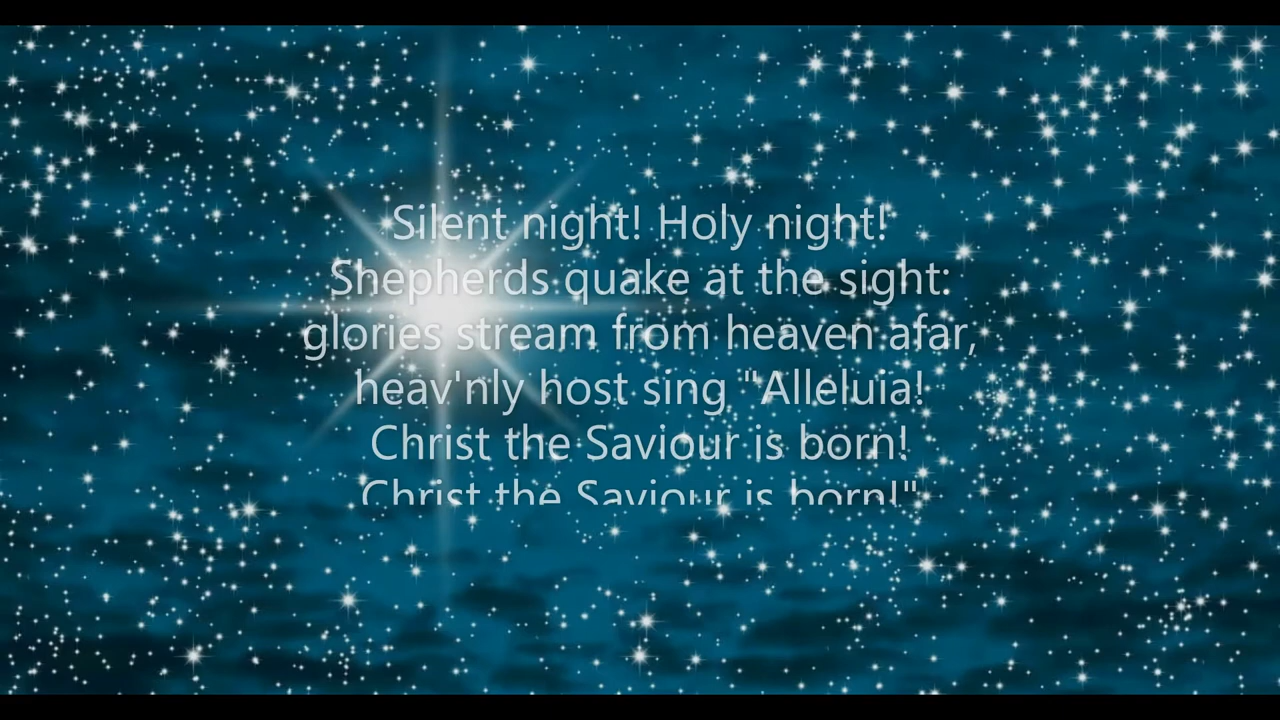 Silent night! Holy night!
Shepherds quake at the sight:
glories stream from heaven afar,
heav'nly host sing "Alleluia!
Christ the Saviour is born!
Christ the Saviour is born!"